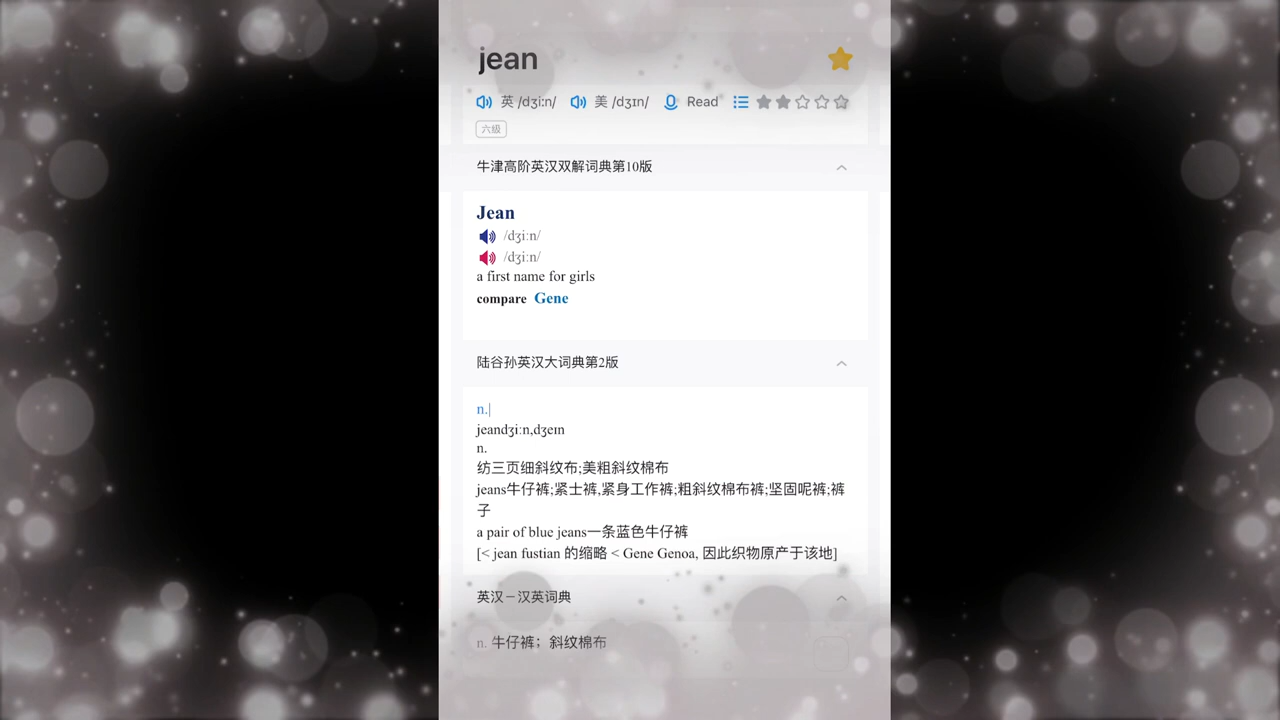 jean
英 /dʒi:n/ 美 /dʒɪn/ Read
六级
牛津高阶英汉双解词典第10版
Jean
/dʒiːn/
/dʒiːn/
a first name for girls
compare Gene
陆谷孙英汉大词典第2版
n.|
jeandʒiːn,dʒeɪn
n.
纺三页细斜纹布;美粗斜纹棉布
jeans牛仔裤;紧士裤,紧身工作裤;粗斜纹棉布裤;坚固呢裤;裤
子
a pair of blue jeans一条蓝色牛仔裤
[< jean fustian 的缩略 < Gene Genoa, 因此织物原产于该地]
英汉－汉英词典
n. 牛仔裤；斜纹棉布